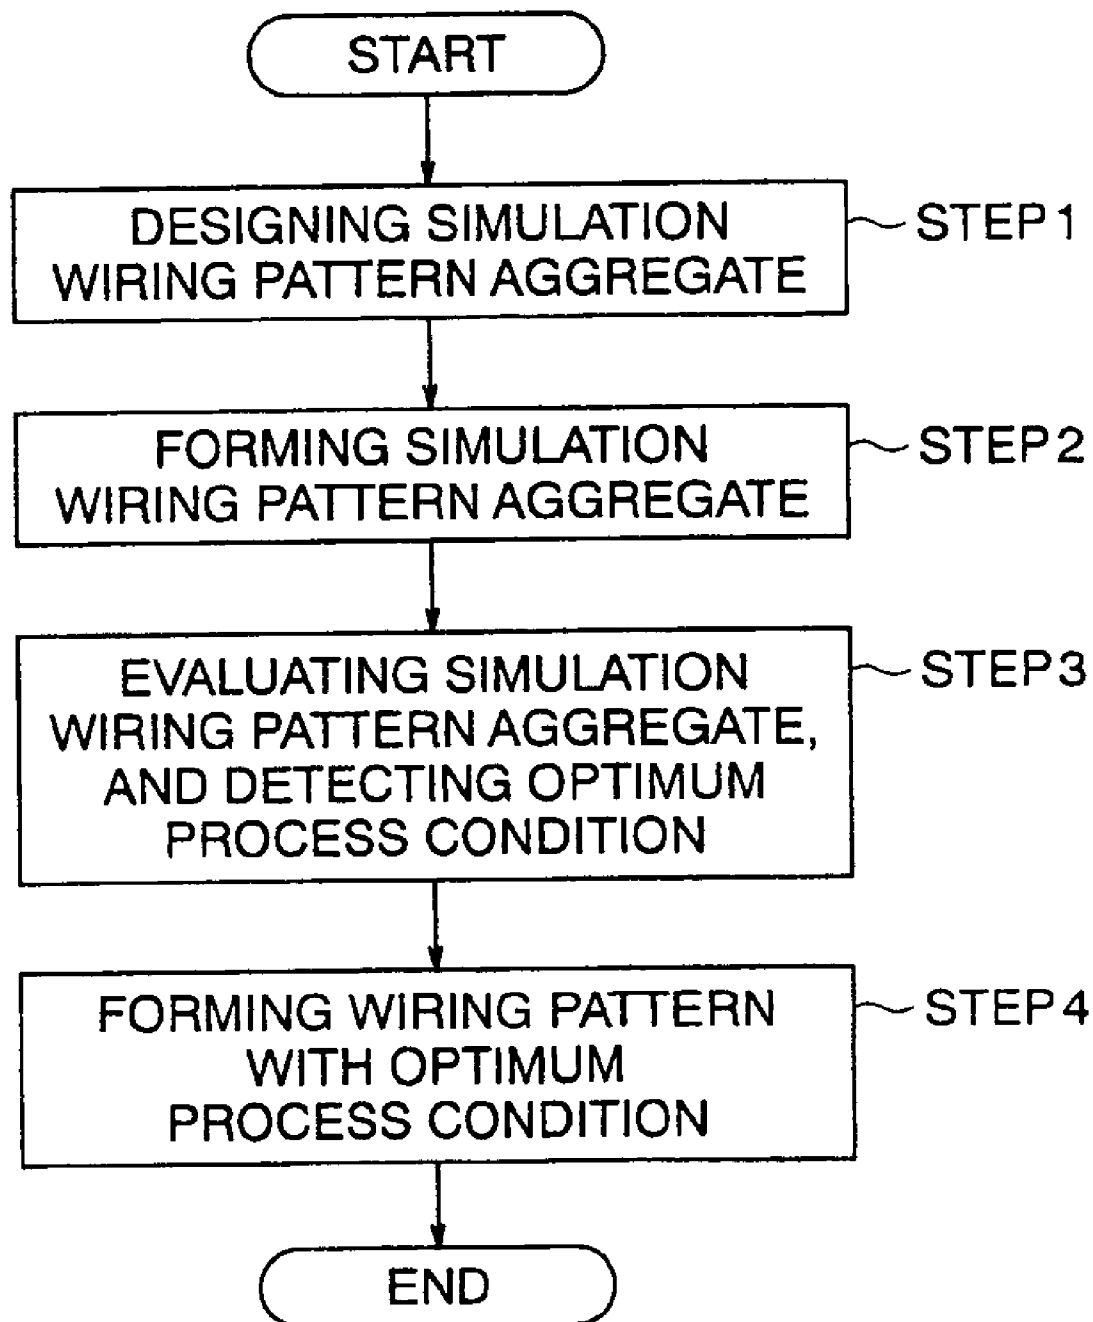 START
DESIGNING SIMULATION
WIRING PATTERN AGGREGATE
STEP1
FORMING SIMULATION
WIRING PATTERN AGGREGATE
STEP2
EVALUATING SIMULATION
WIRING PATTERN AGGREGATE,
AND DETECTING OPTIMUM
PROCESS CONDITION
STEP3
FORMING WIRING PATTERN
WITH OPTIMUM
PROCESS CONDITION
STEP4
END